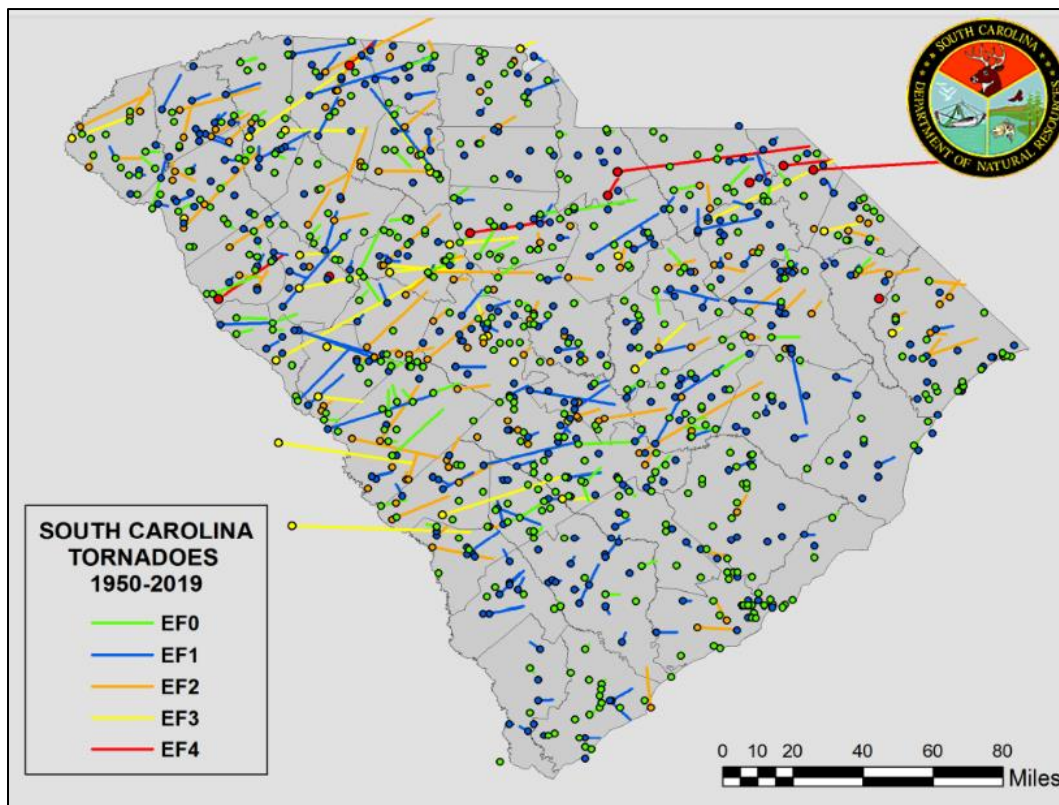 SOUTH CAROLINA
DEPARTMENT OF NATURAL RESOURCES
SOUTH CAROLINA
TORNADOES
1950-2019
EF0
EF1
EF2
EF3
EF4
0 10 20 40 60 80
Miles